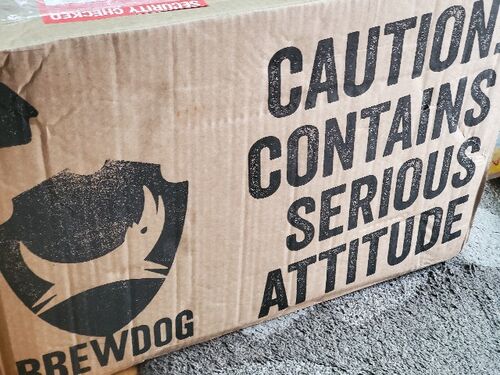 SECURITY CHECKED
CAUTION.
CONTAINS
SERIOUS
ATTITUDE
BREWDOG